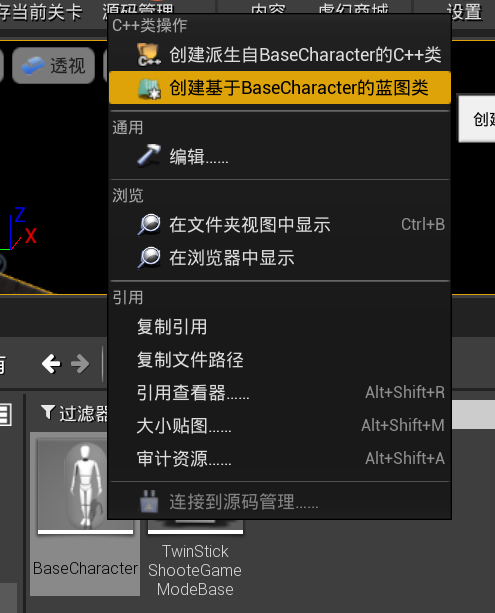 存当前关卡 源码管理 内容 虚幻商城 设置
C++类操作
创建派生自BaseCharacter的C++类
透视
创建基于BaseCharacter的蓝图类
创建
通用
编辑……
浏览
在文件夹视图中显示 Ctrl+B
Z
X
在浏览器中显示
引用
复制引用
复制文件路径
引用查看器…… Alt+Shift+R
过滤器
大小贴图…… Alt+Shift+M
审计资源…… Alt+Shift+A
连接到源码管理……
BaseCharacter
TwinStick
ShooteGame
ModeBase